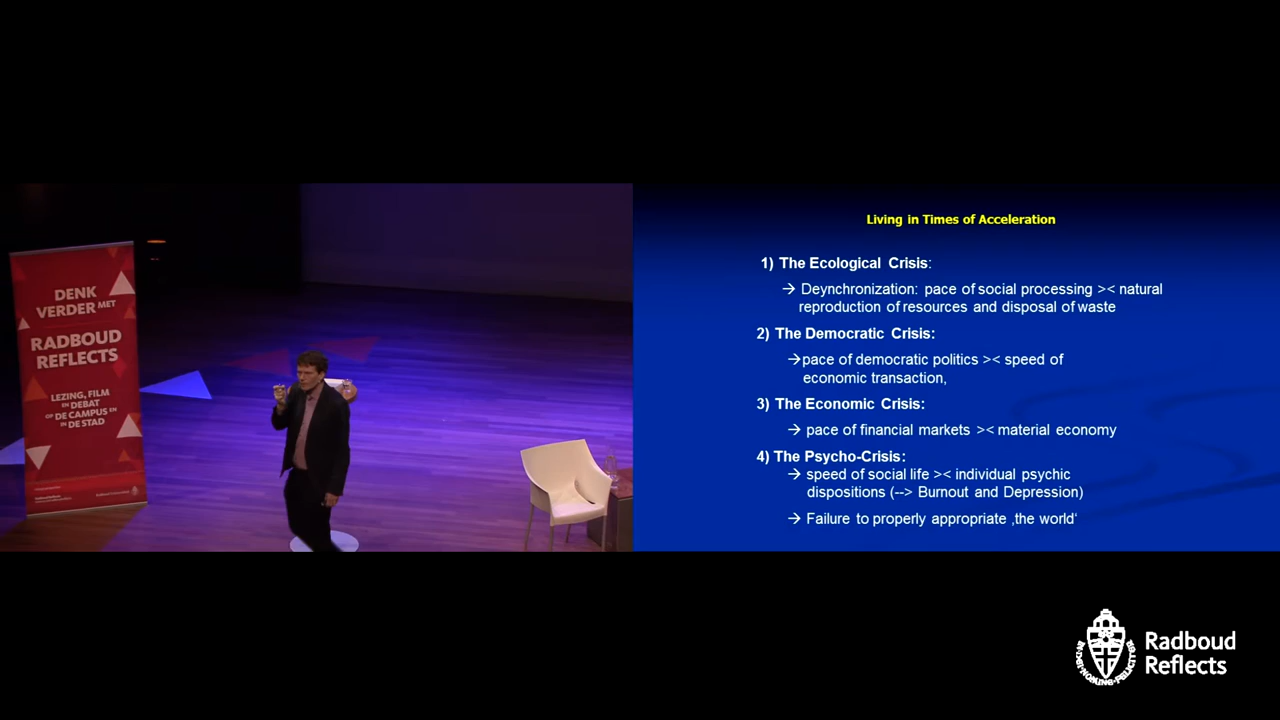 DENK
VERDER MET
RADBOUD
REFLECTS
LEZING, FILM
EN DEBAT
OP DE CAMPUS EN
IN DE STAD
Living in Times of Acceleration
1) The Ecological Crisis:
→ Deynchronization: pace of social processing >< natural
reproduction of resources and disposal of waste
2) The Democratic Crisis:
→pace of democratic politics >< speed of
economic transaction,
3) The Economic Crisis:
→ pace of financial markets >< material economy
4) The Psycho-Crisis:
→ speed of social life >< individual psychic
dispositions (--> Burnout and Depression)
→ Failure to properly appropriate ‚the world‘
Radboud
Reflects